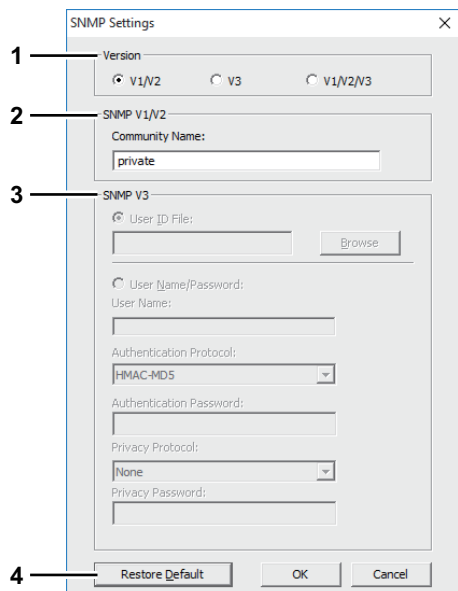 SNMP Settings
1
Version
V1/V2 V3 V1/V2/V3
2
SNMP V1/V2
Community Name:
private
3
SNMP V3
User ID File:
Browse
User Name/Password:
User Name:
Authentication Protocol:
HMAC-MD5
Authentication Password:
Privacy Protocol:
None
Privacy Password:
4
Restore Default OK Cancel